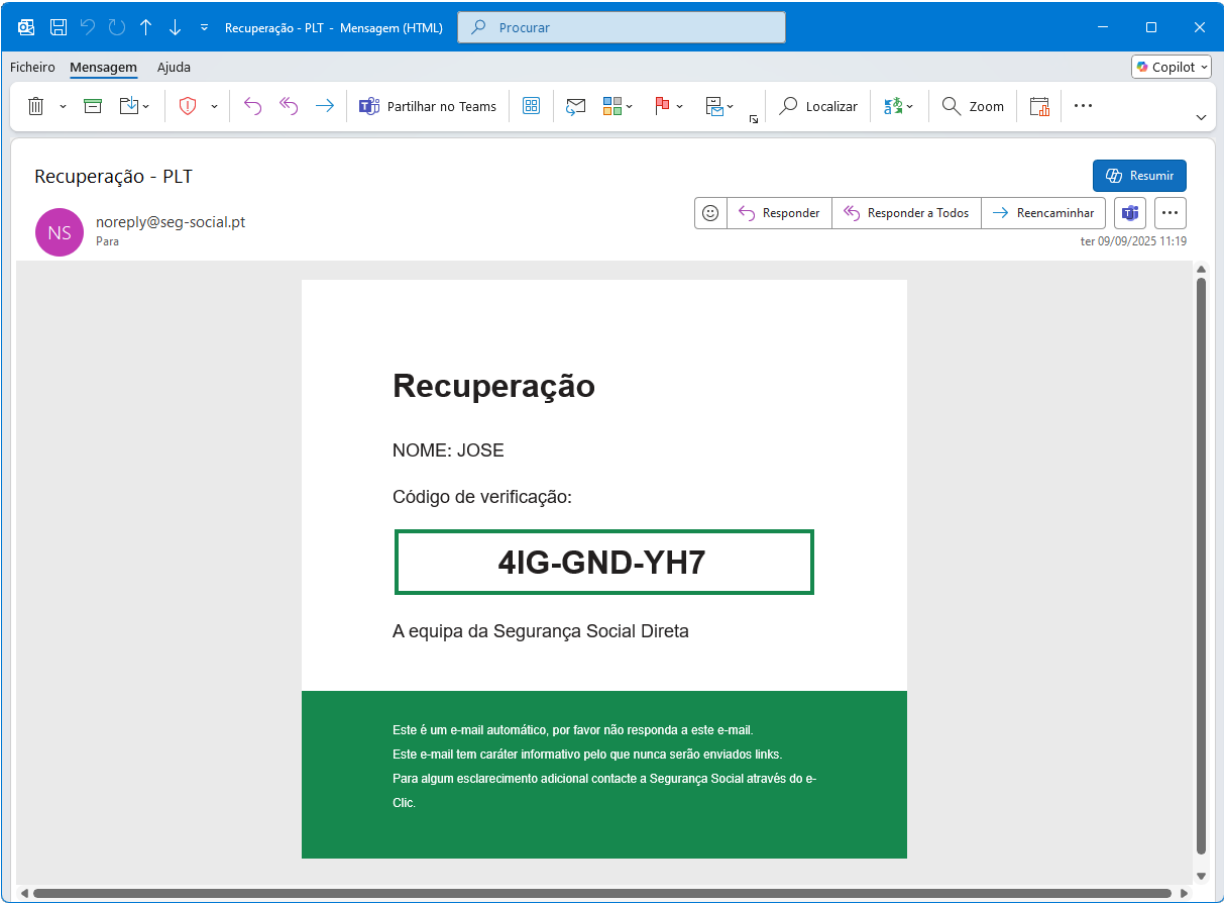 Recuperação - PLT - Mensagem (HTML)
Procurar
Ficheiro Mensagem Ajuda
Copilot
Partilhar no Teams
Localizar
Zoom
Recuperação - PLT
Resumir
NS
noreply@seg-social.pt
Para
Responder
Responder a Todos
Reencaminhar
ter 09/09/2025 11:19
Recuperação
NOME: JOSE
Código de verificação:
4IG-GND-YH7
A equipa da Segurança Social Direta
Este é um e-mail automático, por favor não responda a este e-mail.
Este e-mail tem caráter informativo pelo que nunca serão enviados links.
Para algum esclarecimento adicional contacte a Segurança Social através do e-
Clic.